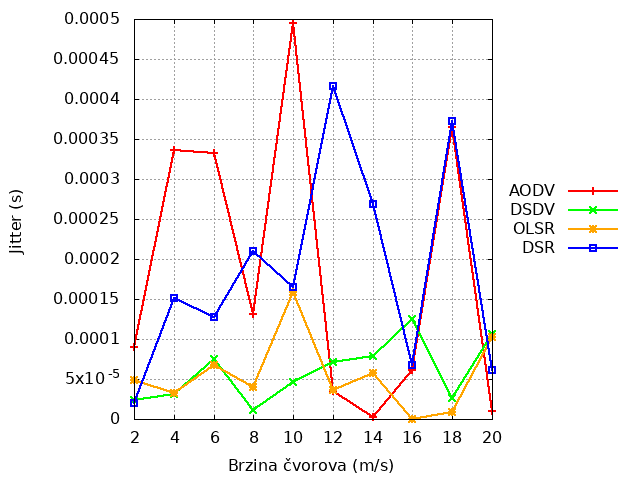 0.0005
0.00045
0.0004
0.00035
0.0003
0.00025
0.0002
0.00015
0.0001
5x10⁻⁵
0
Jitter (s)
2 4 6 8 10 12 14 16 18 20
Brzina čvorova (m/s)
AODV
DSDV
OLSR
DSR